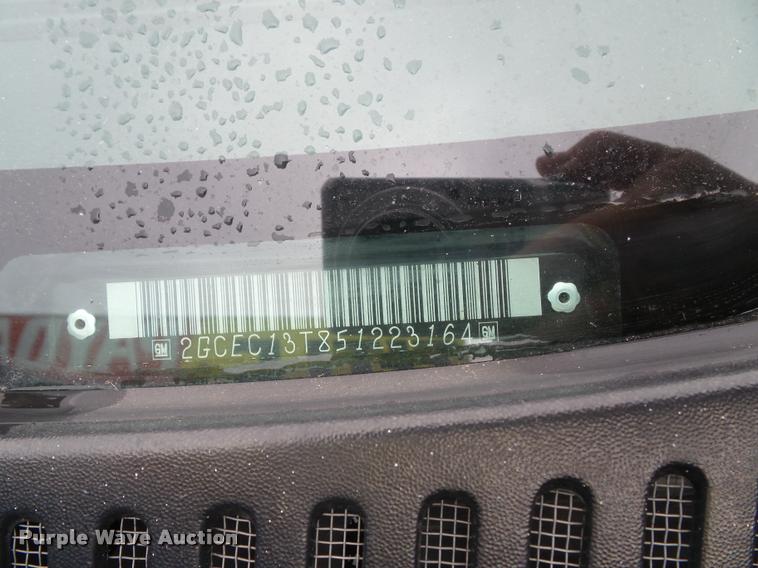 GM 2GCEC13T851223164 GM
Purple Wave Auction